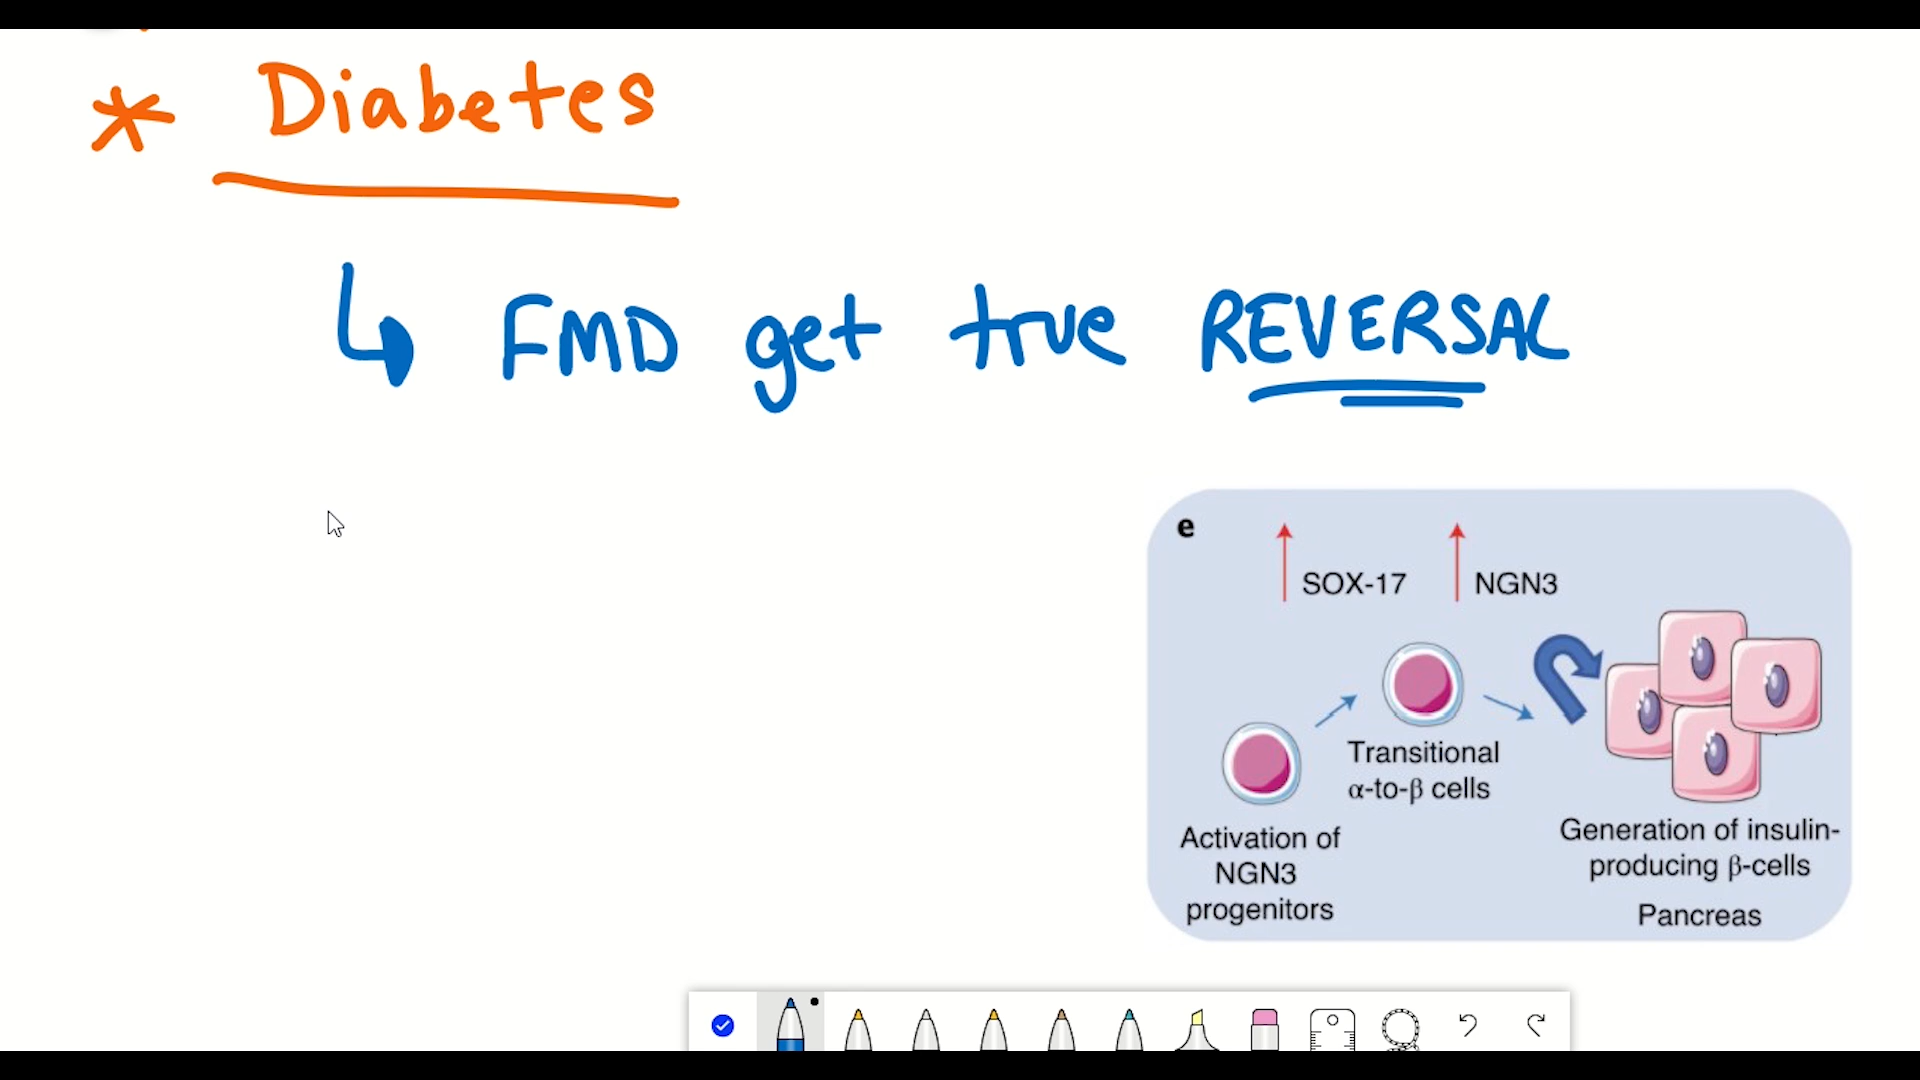 * Diabetes
FMD get true REVERSAL
e
SOX-17
NGN3
Transitional
α-to-β cells
Activation of
NGN3
progenitors
Generation of insulin-
producing β-cells
Pancreas